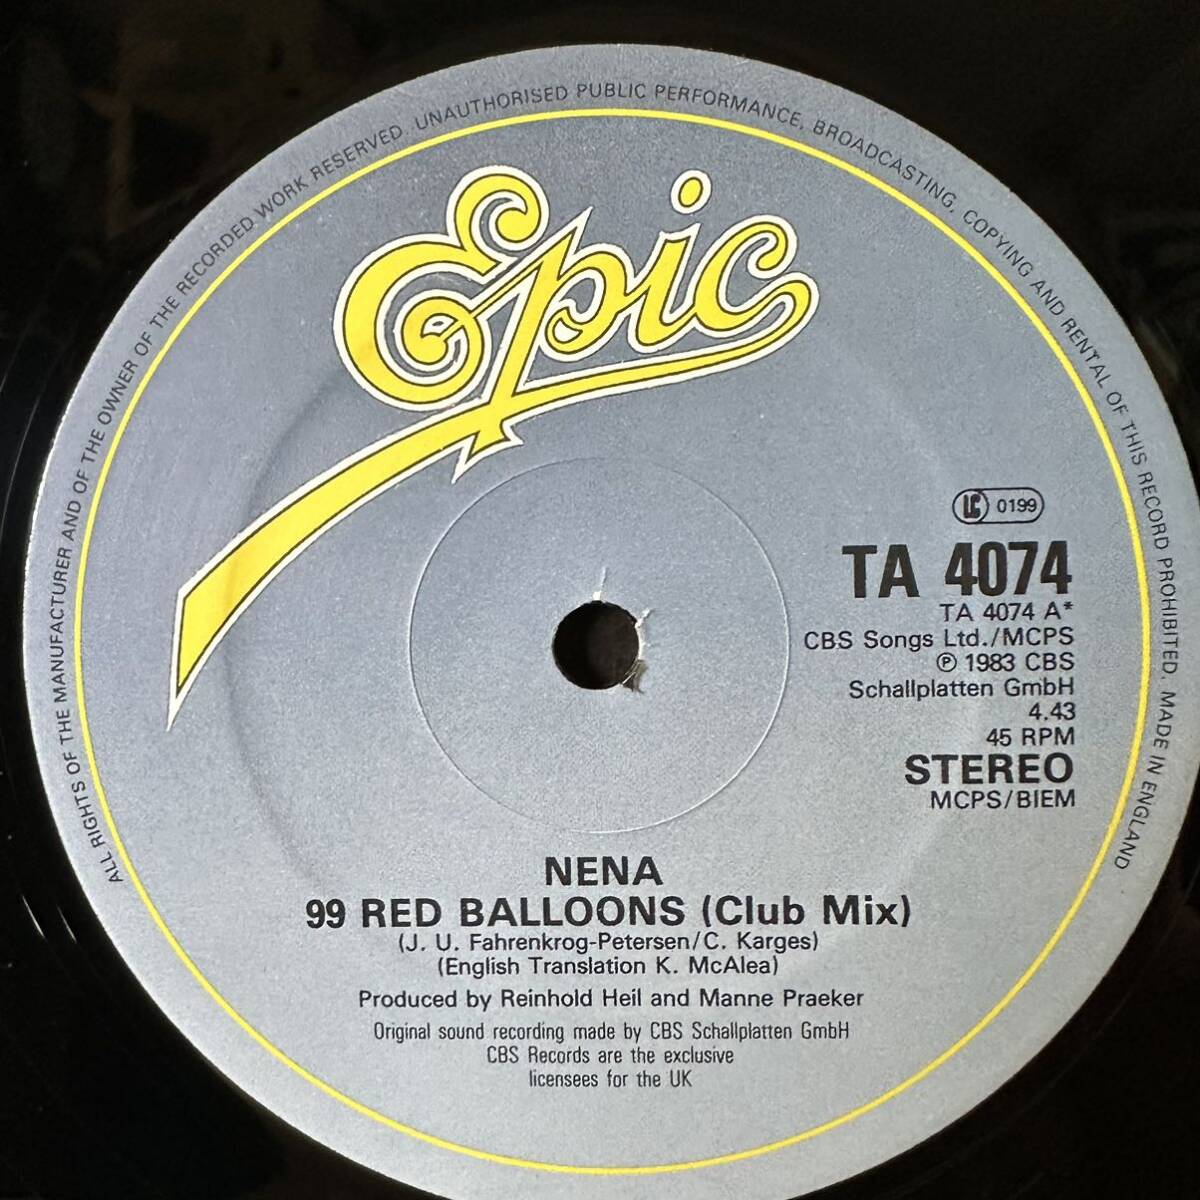 ALL RIGHTS OF THE MANUFACTURER AND OF THE OWNER OF THE RECORDED WORK RESERVED. UNAUTHORISED PUBLIC PERFORMANCE, BROADCASTING, COPYING AND RENTAL OF THIS RECORD PROHIBITED. MADE IN ENGLAND
Epic
LC 0199
TA 4074
TA 4074 A*
CBS Songs Ltd./MCPS
℗ 1983 CBS
Schallplatten GmbH
4.43
45 RPM
STEREO
MCPS/BIEM
NENA
99 RED BALLOONS (Club Mix)
(J. U. Fahrenkrog-Petersen/C. Karges)
(English Translation K. McAlea)
Produced by Reinhold Heil and Manne Praeker
Original sound recording made by CBS Schallplatten GmbH
CBS Records are the exclusive
licensees for the UK